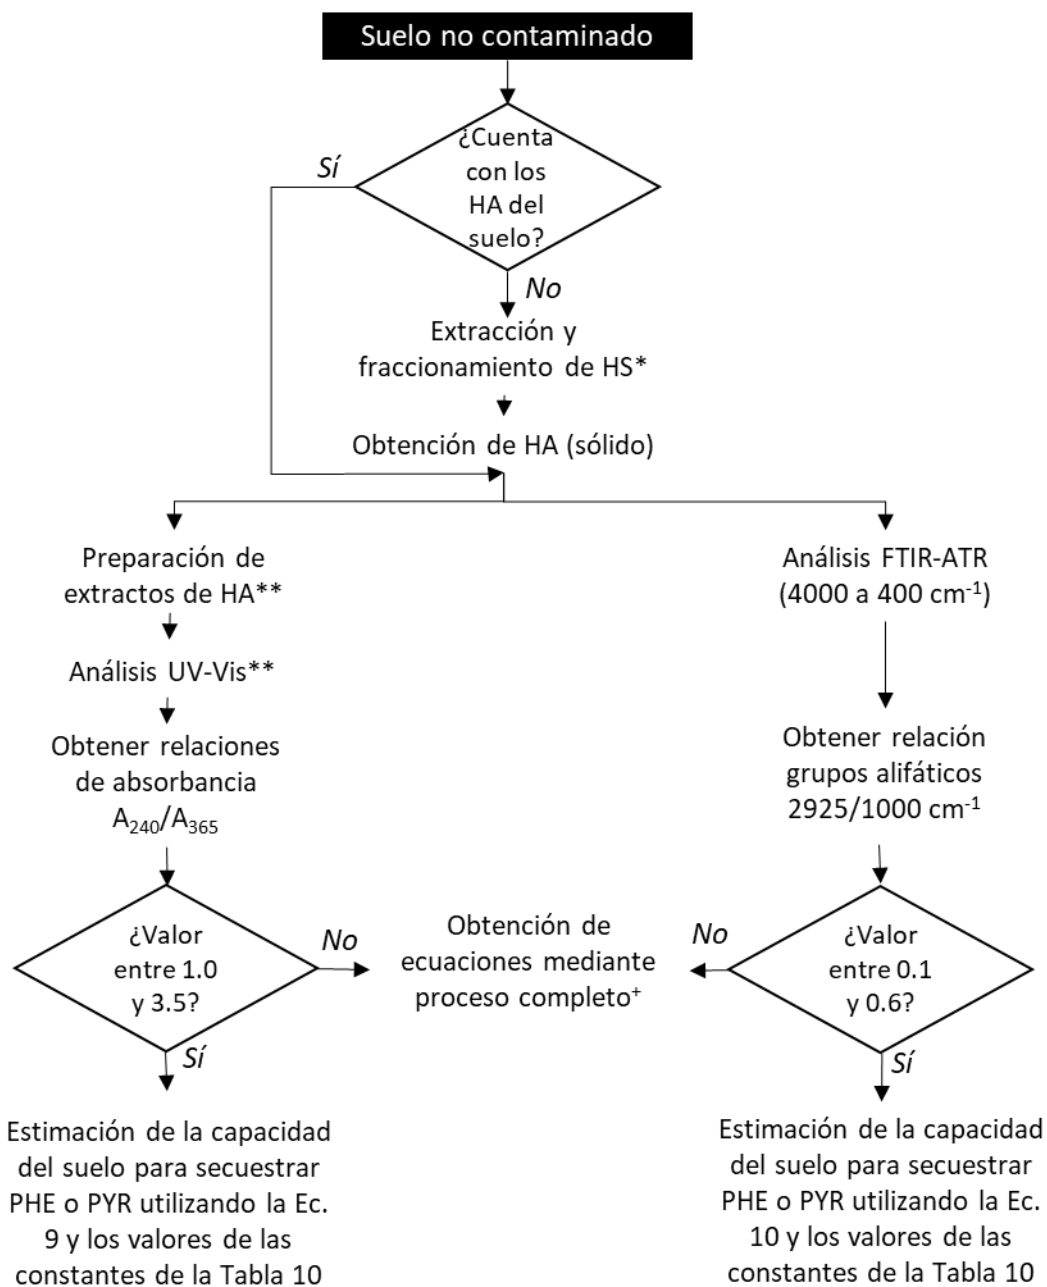 Suelo no contaminado
¿Cuenta
con los
HA del
suelo?
Sí
No
Extracción y
fraccionamiento de HS*
Obtención de HA (sólido)
Preparación de
extractos de HA**
Análisis UV-Vis**
Obtener relaciones
de absorbancia
A₂₄₀/A₃₆₅
¿Valor
entre 1.0
y 3.5?
No
Sí
Estimación de la capacidad
del suelo para secuestrar
PHE o PYR utilizando la Ec.
9 y los valores de las
constantes de la Tabla 10
Obtención de
ecuaciones mediante
proceso completo⁺
Análisis FTIR-ATR
(4000 a 400 cm⁻¹)
Obtener relación
grupos alifáticos
2925/1000 cm⁻¹
¿Valor
entre 0.1
y 0.6?
No
Sí
Estimación de la capacidad
del suelo para secuestrar
PHE o PYR utilizando la Ec.
10 y los valores de las
constantes de la Tabla 10